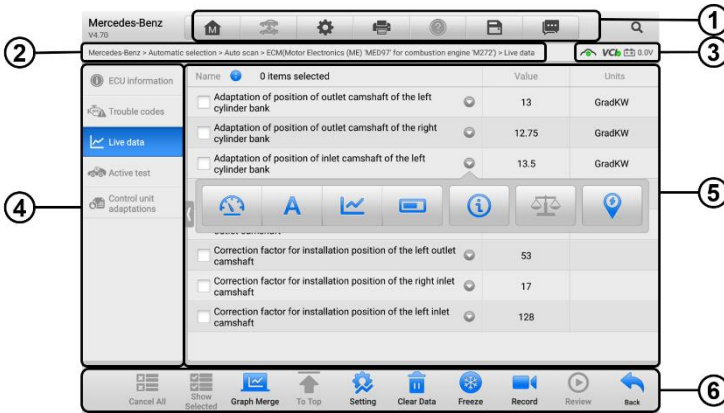 Mercedes-Benz
V4.70
M
1
2
Mercedes-Benz > Automatic selection > Auto scan > ECM(Motor Electronics (ME) 'MED97' for combustion engine 'M272') > Live data
VCb 0.0V
3
ECU information
Trouble codes
Live data
Active test
Control unit
adaptations
4
Name 0 items selected Value Units
Adaptation of position of outlet camshaft of the left
cylinder bank
13 GradKW
Adaptation of position of outlet camshaft of the right
cylinder bank
12.75 GradKW
Adaptation of position of inlet camshaft of the left
cylinder bank
13.5 GradKW
A
5
Correction factor for installation position of the left outlet
camshaft
53
Correction factor for installation position of the right inlet
camshaft
17
Correction factor for installation position of the left inlet
camshaft
128
Cancel All
Show
Selected
Graph Merge
To Top
Setting
Clear Data
Freeze
Record
Review
Back
6